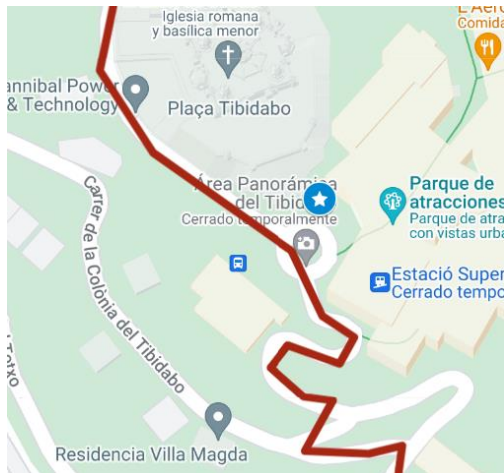 Iglesia romana
y basílica menor
L'Aero
Comida
annibal Power
& Technology
Plaça Tibidabo
Área Panorámica
del Tibid
Cerrado temporalmente
Parque de
atracciones
Parque de atra
con vistas urba
Estació Super
Cerrado tempo
Carrer de la Colònia del Tibidabo
Residencia Villa Magda